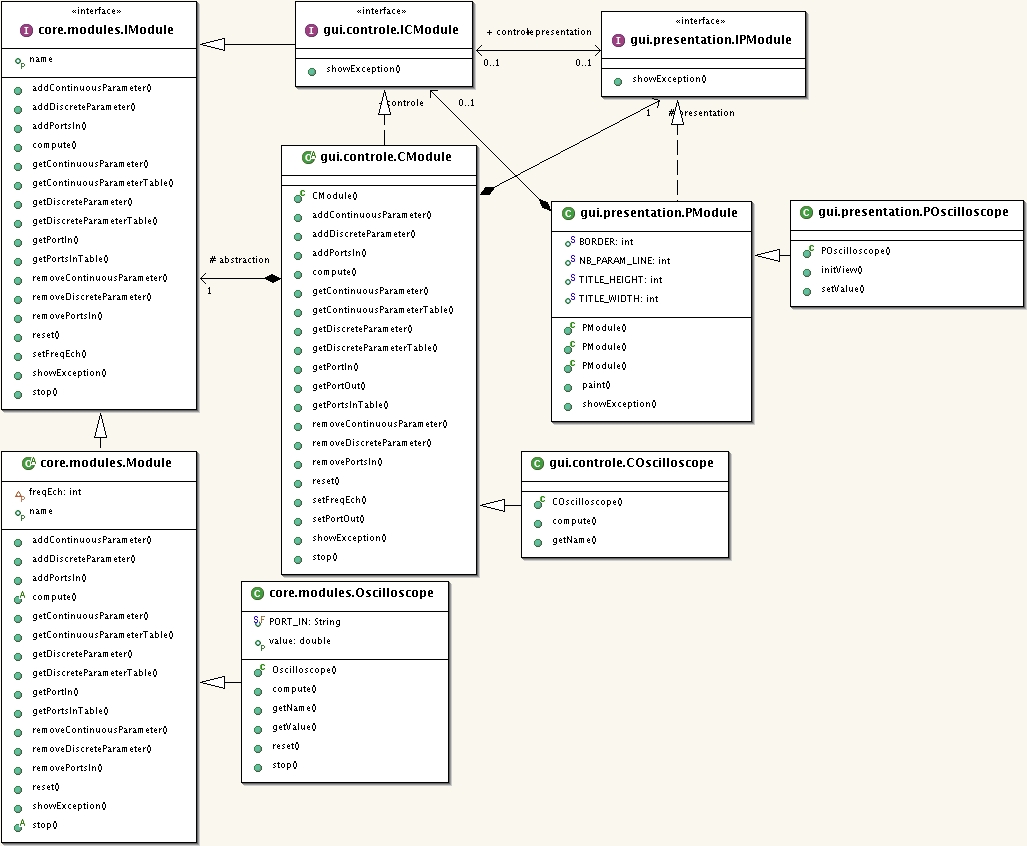 «interface»
core.modules.IModule
name
addContinuousParameter()
addDiscreteParameter()
addPortsIn()
compute()
getContinuousParameter()
getContinuousParameterTable()
getDiscreteParameter()
getDiscreteParameterTable()
getPortIn()
getPortsInTable()
removeContinuousParameter()
removeDiscreteParameter()
removePortsIn()
reset()
setFreqEch()
showException()
stop()
«interface»
gui.controle.ICModule
showException()
+ controle
+ presentation
0..1
0..1
«interface»
gui.presentation.IPModule
showException()
- controle
0..1
1
# presentation
gui.controle.CModule
CModule()
addContinuousParameter()
addDiscreteParameter()
addPortsIn()
compute()
getContinuousParameter()
getContinuousParameterTable()
getDiscreteParameter()
getDiscreteParameterTable()
getPortIn()
getPortOut()
getPortsInTable()
removeContinuousParameter()
removeDiscreteParameter()
removePortsIn()
reset()
setFreqEch()
setPortOut()
showException()
stop()
# abstraction
1
gui.presentation.PModule
BORDER: int
NB_PARAM_LINE: int
TITLE_HEIGHT: int
TITLE_WIDTH: int
PModule()
PModule()
PModule()
paint()
showException()
gui.presentation.POscilloscope
POscilloscope()
initView()
setValue()
core.modules.Module
freqEch: int
name
addContinuousParameter()
addDiscreteParameter()
addPortsIn()
compute()
getContinuousParameter()
getContinuousParameterTable()
getDiscreteParameter()
getDiscreteParameterTable()
getPortIn()
getPortsInTable()
removeContinuousParameter()
removeDiscreteParameter()
removePortsIn()
reset()
showException()
stop()
gui.controle.COscilloscope
COscilloscope()
compute()
getName()
core.modules.Oscilloscope
PORT_IN: String
value: double
Oscilloscope()
compute()
getName()
getValue()
reset()
stop()